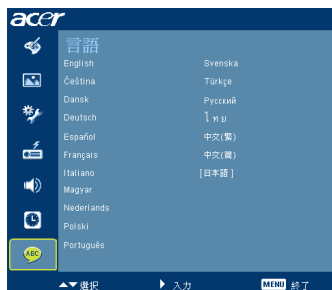 acer
言語
English
Čeština
Dansk
Deutsch
Español
Français
Italiano
Magyar
Nederlands
Polski
Português
Svenska
Türkçe
Русский
ไทย
中文(繁)
中文(简)
[日本語]
ABC
▲▼ 選択 ▶ 入力 MENU 終了